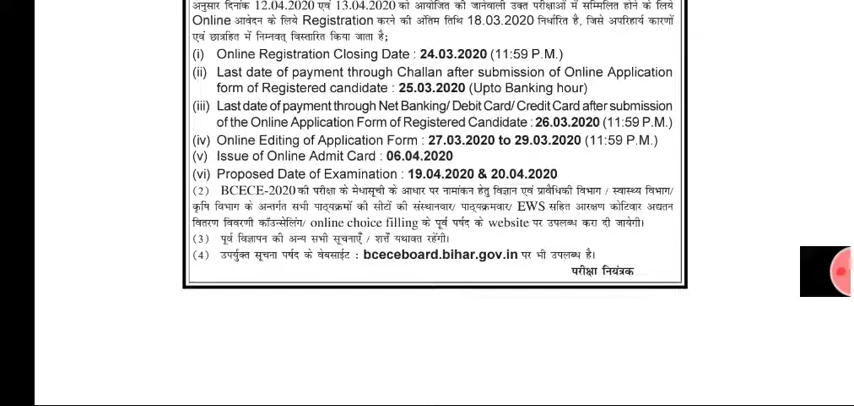 अनुसार दिनांक 12.04.2020 एवं 13.04.2020 को आयोजित की जानेवाली उक्त परीक्षाओं में सम्मिलित होने के लिये
Online आवेदन के लिये Registration करने की अंतिम तिथि 18.03.2020 निर्धारित है, जिसे अपरिहार्य कारणों
एवं छात्रहित में निम्नवत् विस्तारित किया जाता है;
(i) Online Registration Closing Date : 24.03.2020 (11:59 P.M.)
(ii) Last date of payment through Challan after submission of Online Application
form of Registered candidate : 25.03.2020 (Upto Banking hour)
(iii) Last date of payment through Net Banking/ Debit Card/ Credit Card after submission
of the Online Application Form of Registered Candidate : 26.03.2020 (11:59 P.M.)
(iv) Online Editing of Application Form : 27.03.2020 to 29.03.2020 (11:59 P.M.)
(v) Issue of Online Admit Card : 06.04.2020
(vi) Proposed Date of Examination : 19.04.2020 & 20.04.2020
(2) BCECE-2020 की परीक्षा के मेधासूची के आधार पर नामांकन हेतु विज्ञान एवं प्रावैधिकी विभाग / स्वास्थ्य विभाग/
कृषि विभाग के अन्तर्गत सभी पाठ्यक्रमों की सीटों की संस्थानवार/ पाठ्यक्रमवार/ EWS सहित आरक्षण कोटिवार अद्यतन
वितरण विवरणी कॉउन्सेलिंग/ online choice filling के पूर्व पर्षद के website पर उपलब्ध करा दी जायेगी।
(3) पूर्व विज्ञापन की अन्य सभी सूचनाएँ / शर्त्तें यथावत रहेंगी।
(4) उपर्युक्त सूचना पर्षद के वेबसाईट : bceceboard.bihar.gov.in पर भी उपलब्ध है।
परीक्षा नियंत्रक